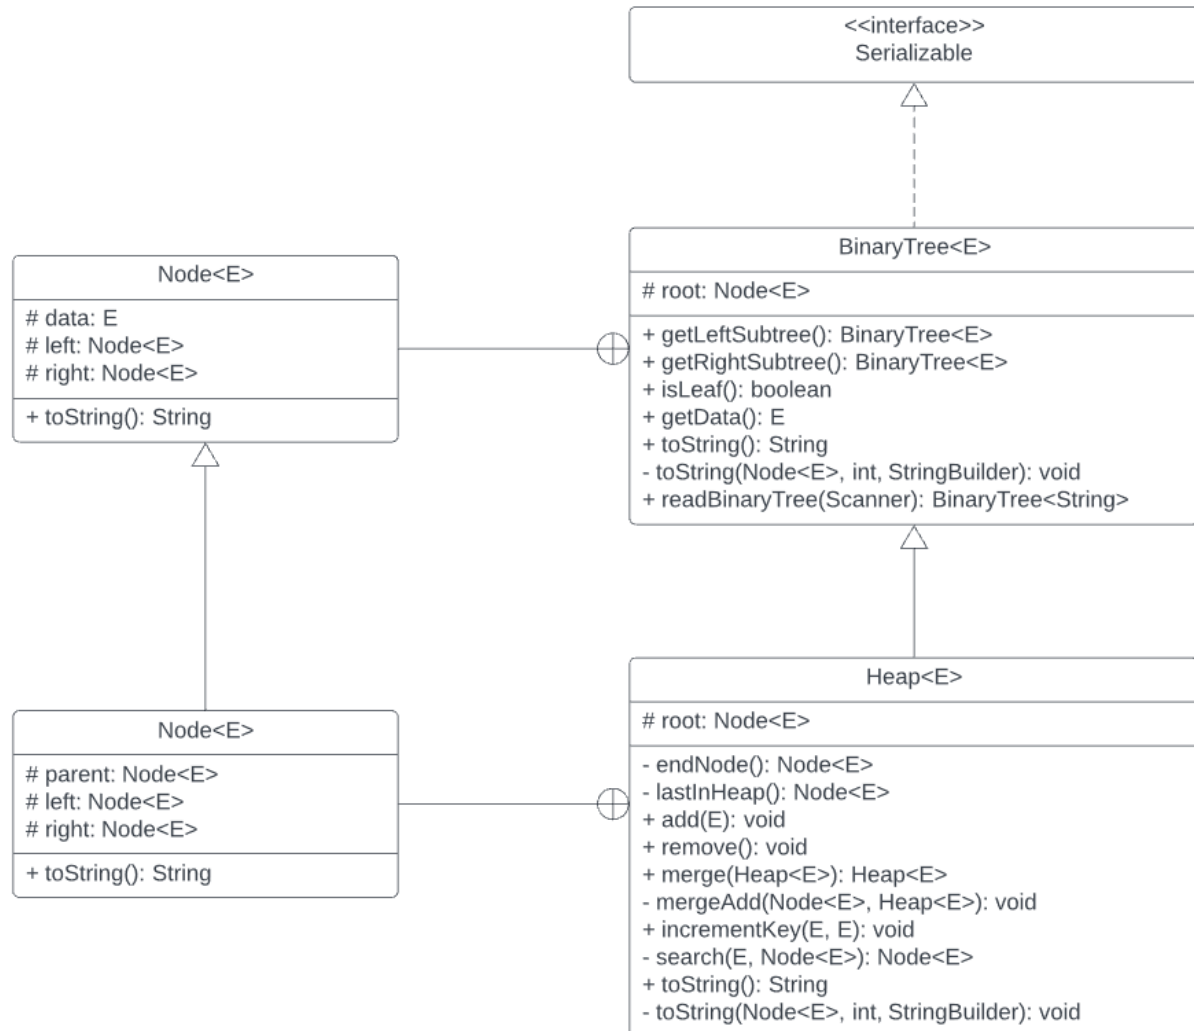 <<interface>>
Serializable
BinaryTree<E>
# root: Node<E>
+ getLeftSubtree(): BinaryTree<E>
+ getRightSubtree(): BinaryTree<E>
+ isLeaf(): boolean
+ getData(): E
+ toString(): String
- toString(Node<E>, int, StringBuilder): void
+ readBinaryTree(Scanner): BinaryTree<String>
Node<E>
# data: E
# left: Node<E>
# right: Node<E>
+ toString(): String
Node<E>
# parent: Node<E>
# left: Node<E>
# right: Node<E>
+ toString(): String
Heap<E>
# root: Node<E>
- endNode(): Node<E>
- lastInHeap(): Node<E>
+ add(E): void
+ remove(): void
+ merge(Heap<E>): Heap<E>
- mergeAdd(Node<E>, Heap<E>): void
+ incrementKey(E, E): void
- search(E, Node<E>): Node<E>
+ toString(): String
- toString(Node<E>, int, StringBuilder): void